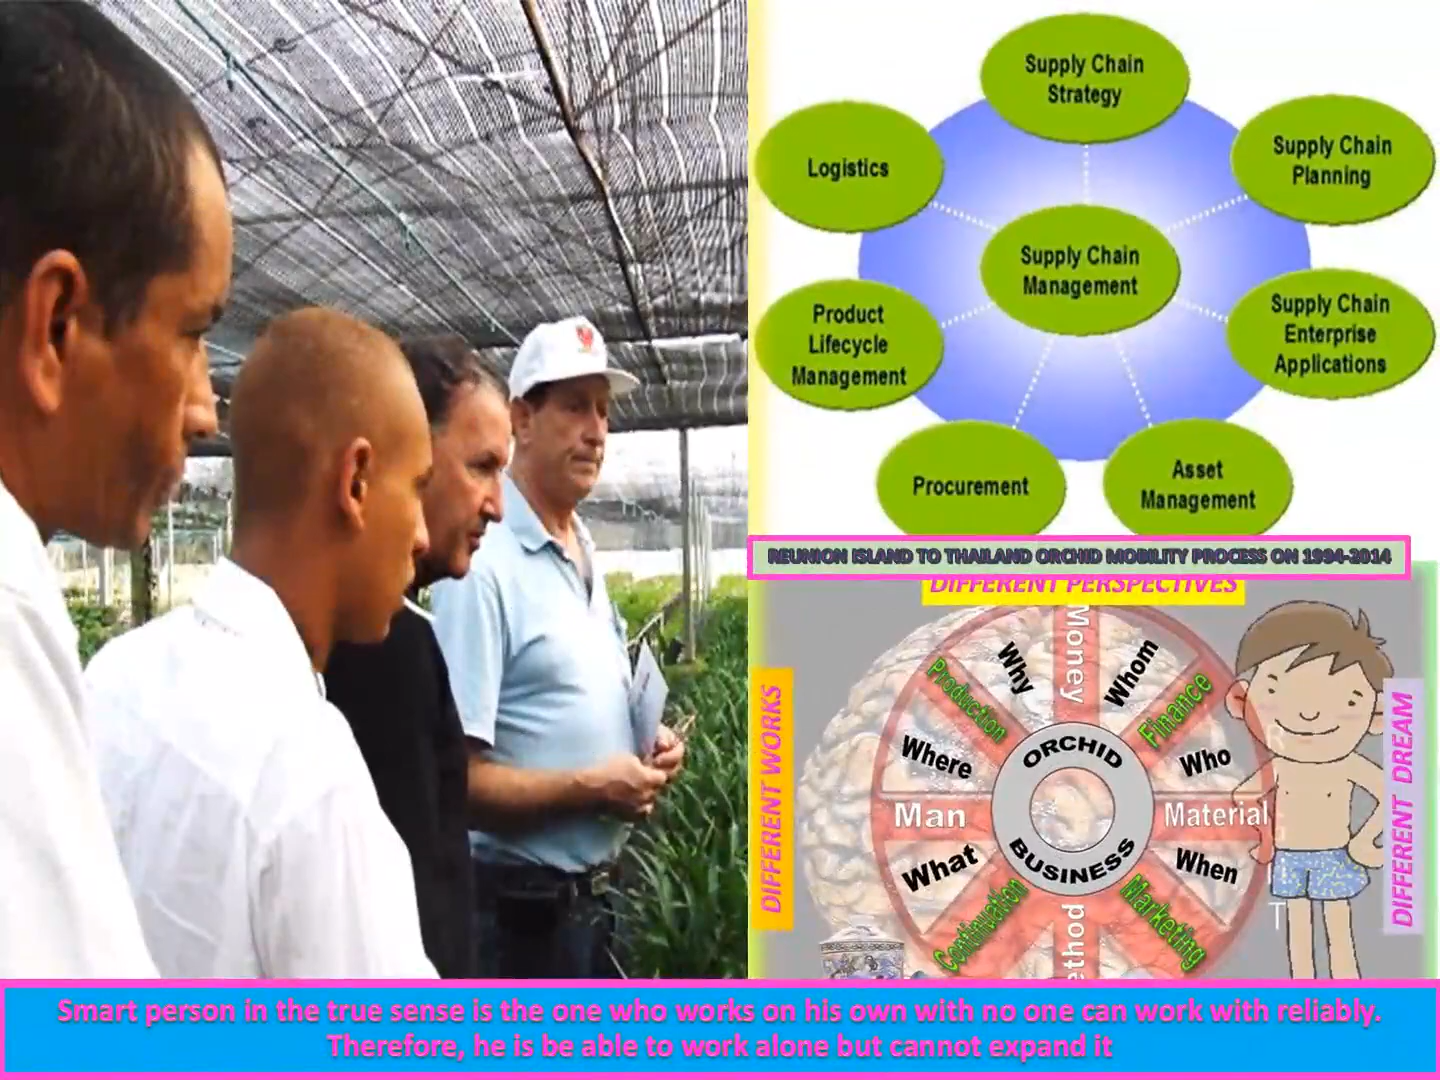 Supply Chain
Strategy
Logistics
Supply Chain
Planning
Supply Chain
Management
Product
Lifecycle
Management
Supply Chain
Enterprise
Applications
Procurement
Asset
Management
REUNION ISLAND TO THAILAND ORCHID MOBILITY PROCESS ON 1994-2014
DIFFERENT PERSPECTIVES
DIFFERENT WORKS
DIFFERENT DREAM
Money
Why
Whom
Production
Finance
Where
Who
ORCHID
BUSINESS
Man
Material
What
When
Continuation
Marketing
thod
T
Smart person in the true sense is the one who works on his own with no one can work with reliably.
Therefore, he is be able to work alone but cannot expand it